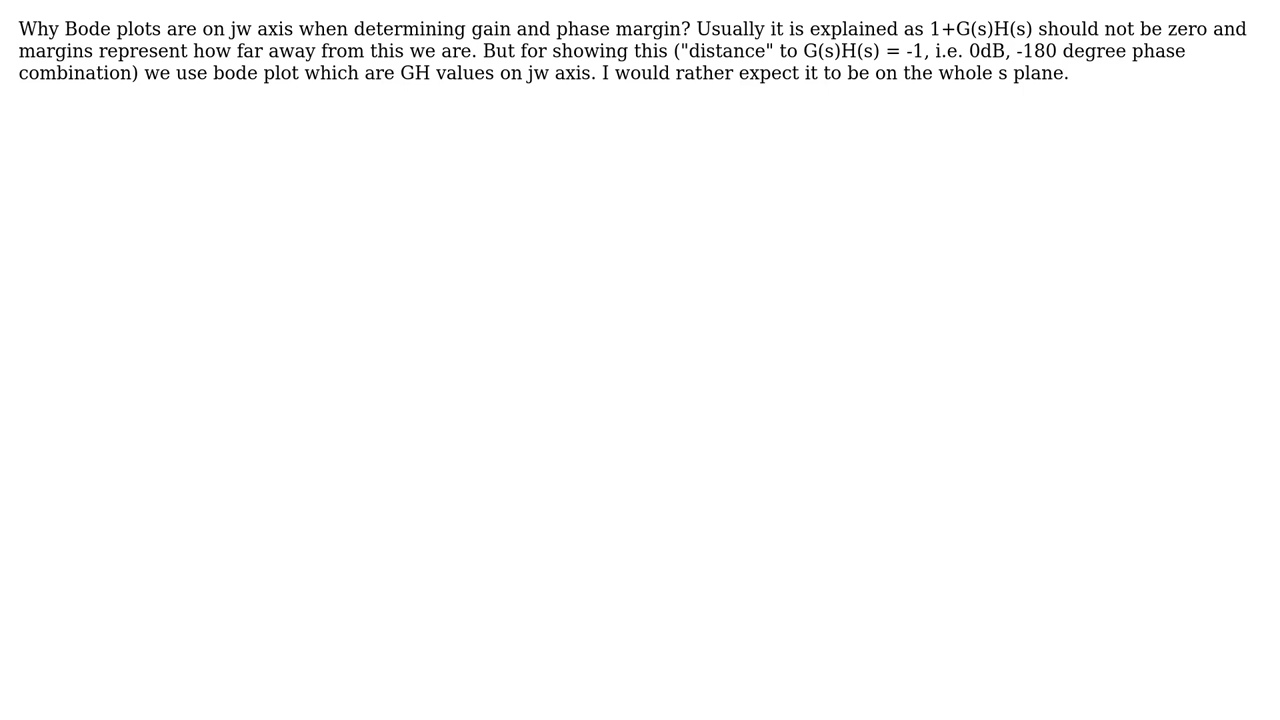 Why Bode plots are on jw axis when determining gain and phase margin? Usually it is explained as 1+G(s)H(s) should not be zero and
margins represent how far away from this we are. But for showing this ("distance" to G(s)H(s) = -1, i.e. 0dB, -180 degree phase
combination) we use bode plot which are GH values on jw axis. I would rather expect it to be on the whole s plane.